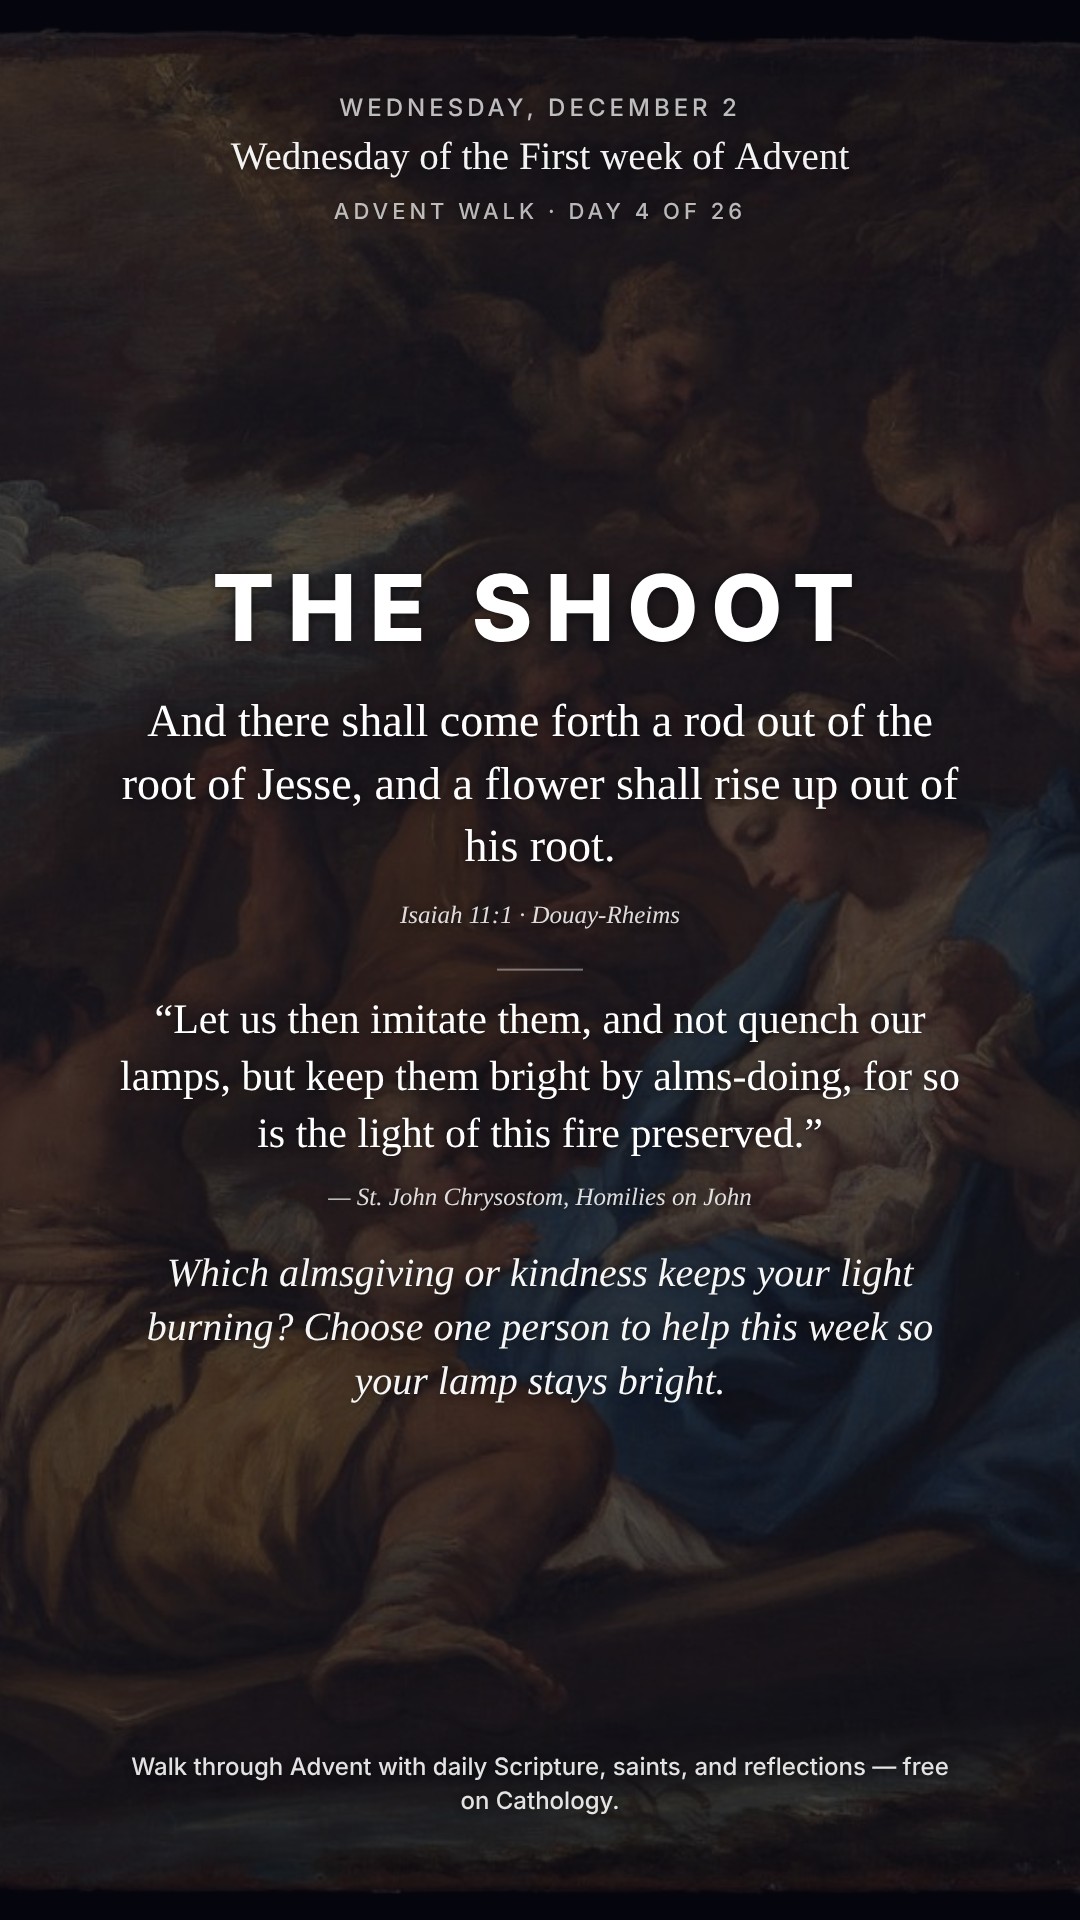 WEDNESDAY, DECEMBER 2
Wednesday of the First week of Advent
ADVENT WALK · DAY 4 OF 26
THE SHOOT
And there shall come forth a rod out of the
root of Jesse, and a flower shall rise up out of
his root.
Isaiah 11:1 · Douay-Rheims
“Let us then imitate them, and not quench our
lamps, but keep them bright by alms-doing, for so
is the light of this fire preserved.”
— St. John Chrysostom, Homilies on John
Which almsgiving or kindness keeps your light
burning? Choose one person to help this week so
your lamp stays bright.
Walk through Advent with daily Scripture, saints, and reflections — free
on Cathology.